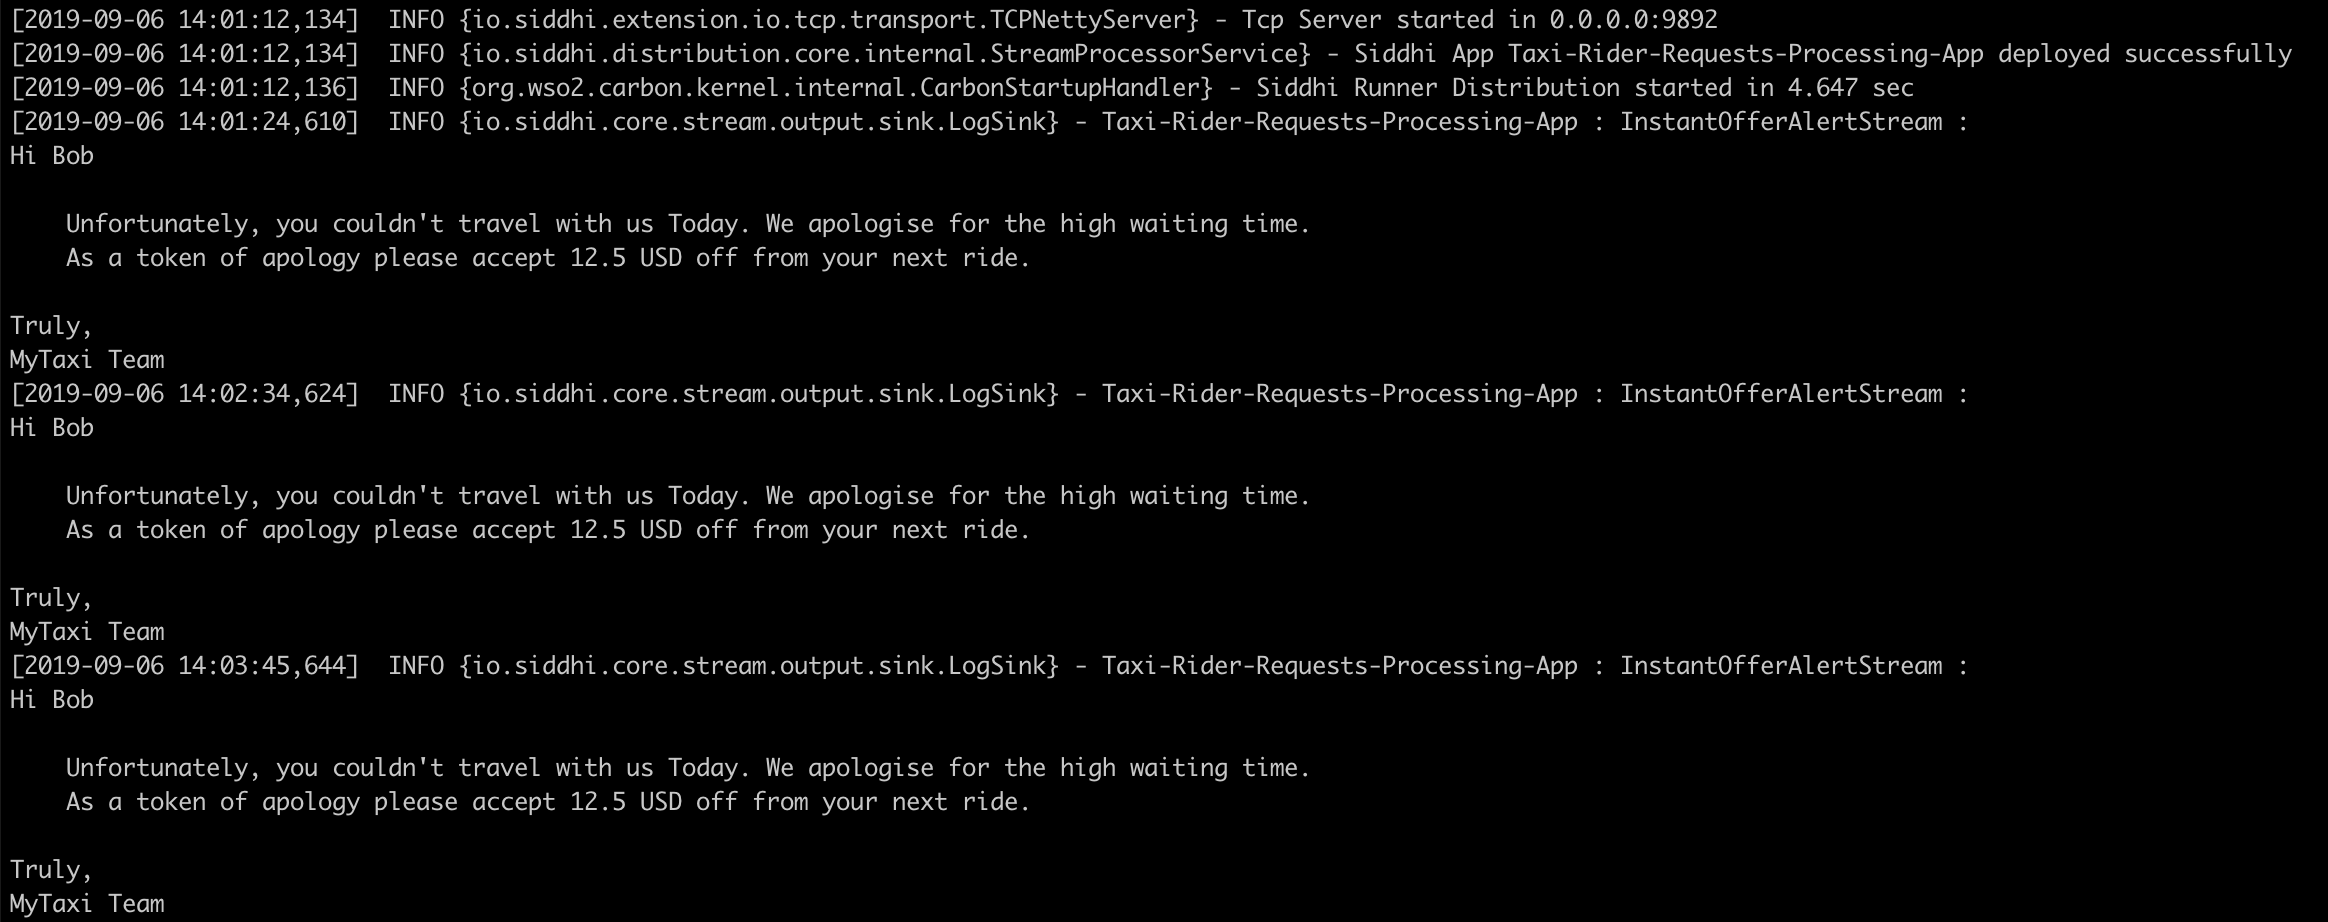 [2019-09-06 14:01:12,134]  INFO {io.siddhi.extension.io.tcp.transport.TCPNettyServer} - Tcp Server started in 0.0.0.0:9892
[2019-09-06 14:01:12,134]  INFO {io.siddhi.distribution.core.internal.StreamProcessorService} - Siddhi App Taxi-Rider-Requests-Processing-App deployed successfully
[2019-09-06 14:01:12,136]  INFO {org.wso2.carbon.kernel.internal.CarbonStartupHandler} - Siddhi Runner Distribution started in 4.647 sec
[2019-09-06 14:01:24,610]  INFO {io.siddhi.core.stream.output.sink.LogSink} - Taxi-Rider-Requests-Processing-App : InstantOfferAlertStream :
Hi Bob
Unfortunately, you couldn't travel with us Today. We apologise for the high waiting time.
As a token of apology please accept 12.5 USD off from your next ride.
Truly,
MyTaxi Team
[2019-09-06 14:02:34,624]  INFO {io.siddhi.core.stream.output.sink.LogSink} - Taxi-Rider-Requests-Processing-App : InstantOfferAlertStream :
Hi Bob
Unfortunately, you couldn't travel with us Today. We apologise for the high waiting time.
As a token of apology please accept 12.5 USD off from your next ride.
Truly,
MyTaxi Team
[2019-09-06 14:03:45,644]  INFO {io.siddhi.core.stream.output.sink.LogSink} - Taxi-Rider-Requests-Processing-App : InstantOfferAlertStream :
Hi Bob
Unfortunately, you couldn't travel with us Today. We apologise for the high waiting time.
As a token of apology please accept 12.5 USD off from your next ride.
Truly,
MyTaxi Team